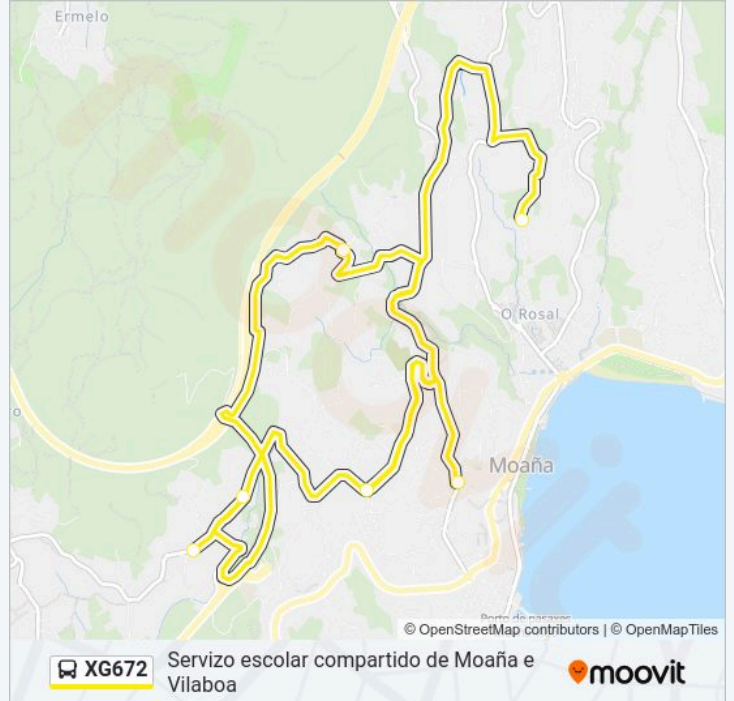 Ermelo
O Rosal
o
Moaña
Porto de pasaxes
© OpenStreetMap contributors | © OpenMapTiles
XG672
Servizo escolar compartido de Moaña e
Vilaboa
moovit